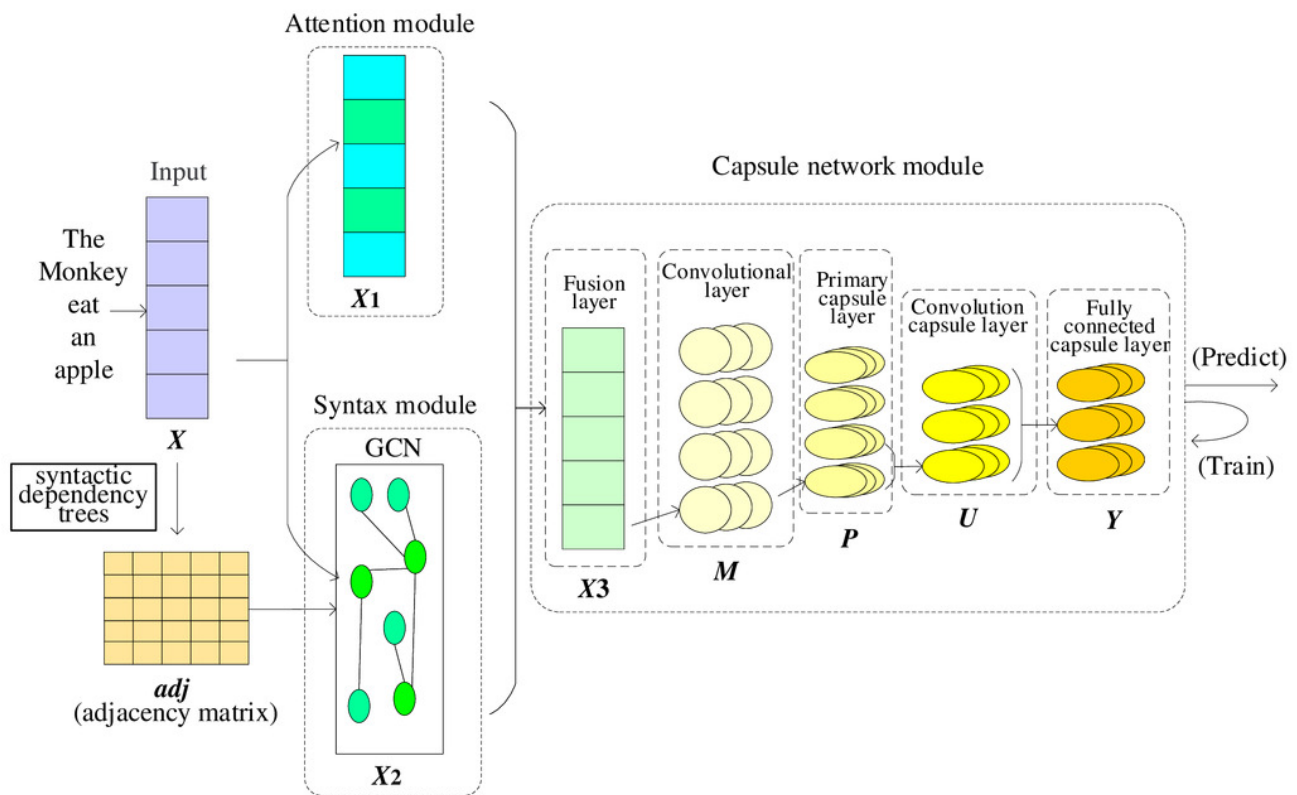 Attention module
X1
Input
The
Monkey
eat
an
apple
X
syntactic
dependency
trees
adj
(adjacency matrix)
Syntax module
GCN
X2
Capsule network module
Fusion
layer
X3
Convolutional
layer
M
Primary
capsule
layer
P
Convolution
capsule layer
U
Fully
connected
capsule layer
Y
(Predict)
(Train)